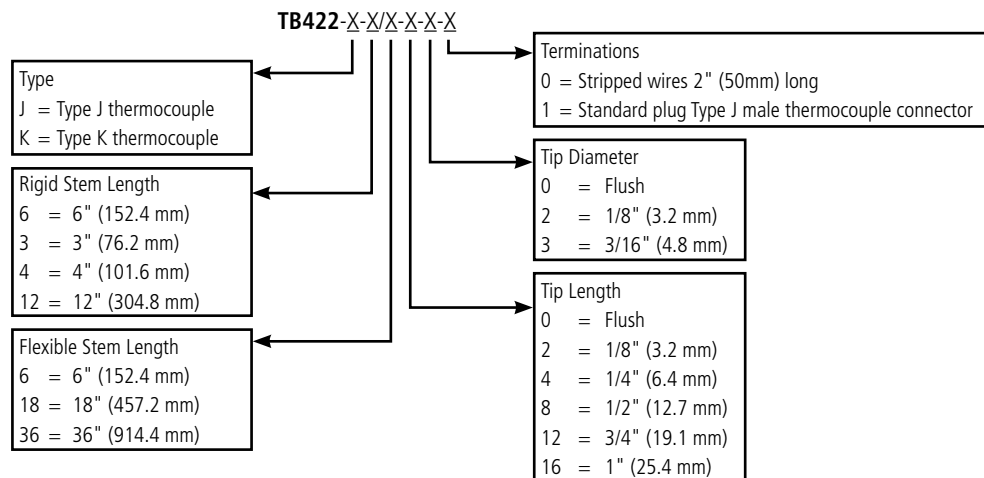 TB422-X-X/X-X-X-X
Type
J = Type J thermocouple
K = Type K thermocouple
Rigid Stem Length
6 = 6" (152.4 mm)
3 = 3" (76.2 mm)
4 = 4" (101.6 mm)
12 = 12" (304.8 mm)
Flexible Stem Length
6 = 6" (152.4 mm)
18 = 18" (457.2 mm)
36 = 36" (914.4 mm)
Terminations
0 = Stripped wires 2" (50mm) long
1 = Standard plug Type J male thermocouple connector
Tip Diameter
0 = Flush
2 = 1/8" (3.2 mm)
3 = 3/16" (4.8 mm)
Tip Length
0 = Flush
2 = 1/8" (3.2 mm)
4 = 1/4" (6.4 mm)
8 = 1/2" (12.7 mm)
12 = 3/4" (19.1 mm)
16 = 1" (25.4 mm)